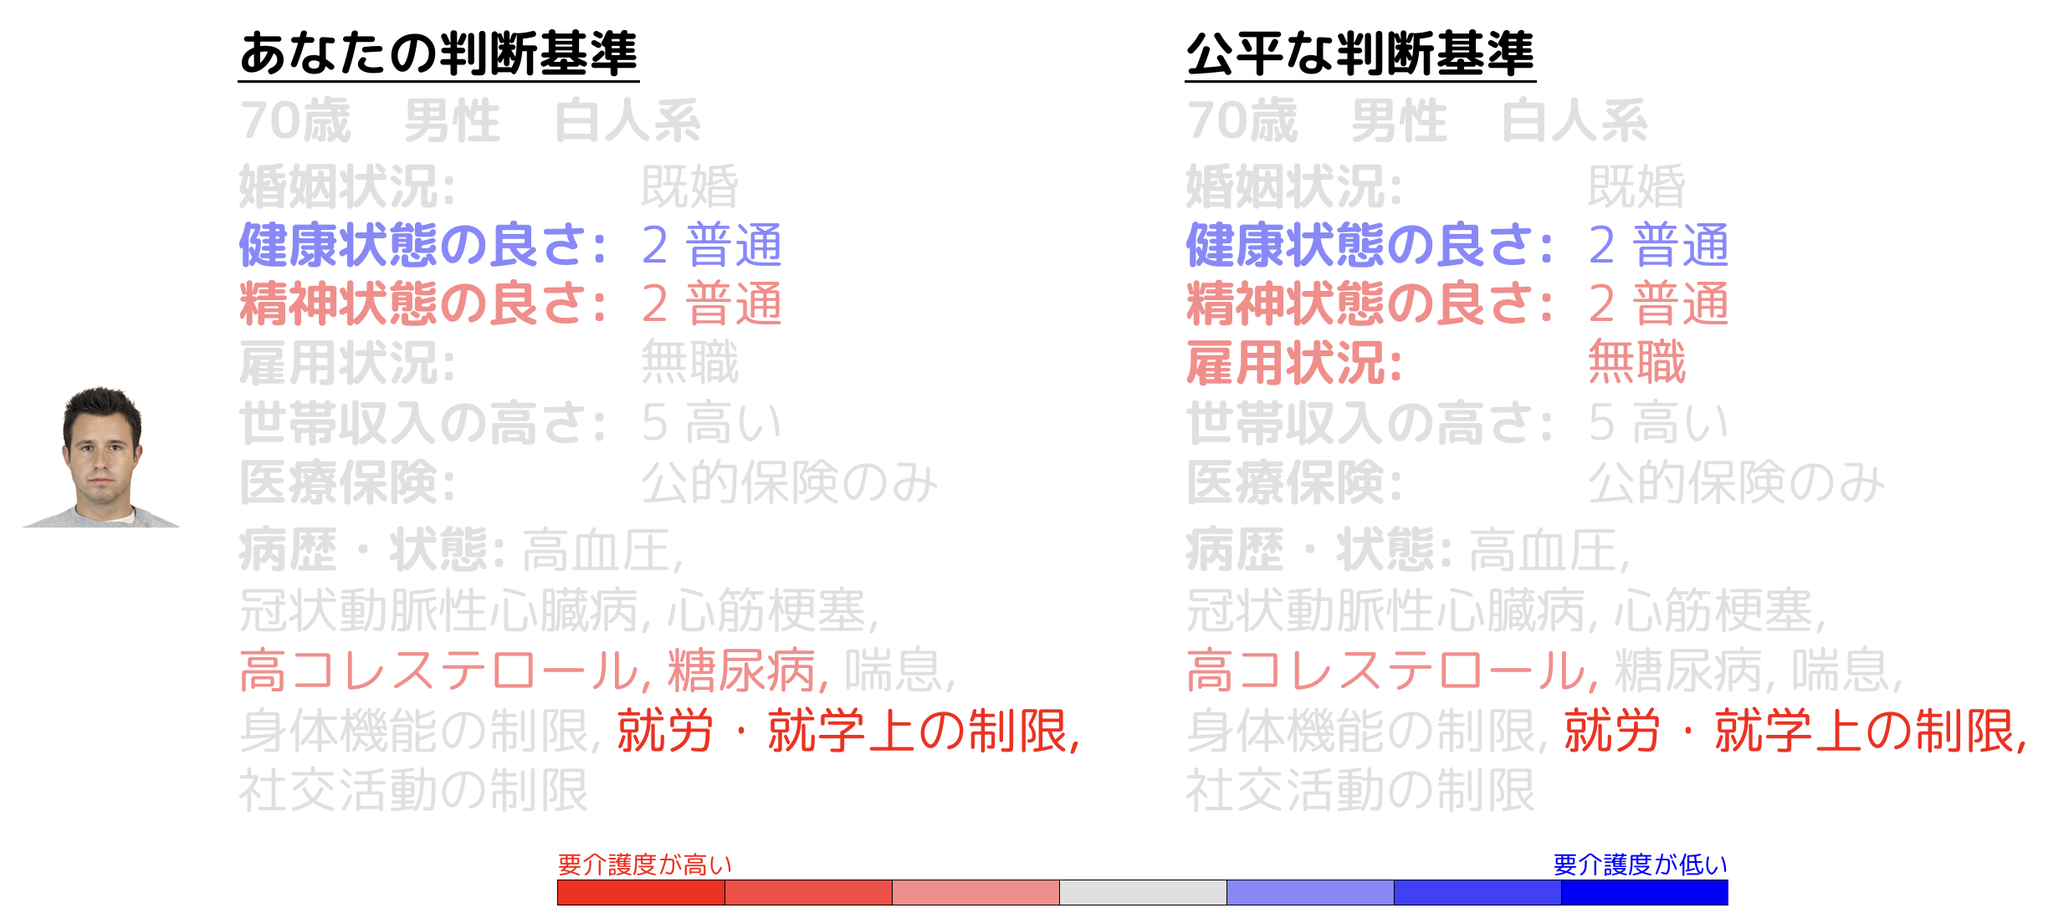 あなたの判断基準
70歳 男性 白人系
婚姻状況: 既婚
健康状態の良さ: 2 普通
精神状態の良さ: 2 普通
雇用状況: 無職
世帯収入の高さ: 5 高い
医療保険: 公的保険のみ
病歴・状態: 高血圧,
冠状動脈性心臓病, 心筋梗塞,
高コレステロール, 糖尿病, 喘息,
身体機能の制限, 就労・就学上の制限,
社交活動の制限
公平な判断基準
70歳 男性 白人系
婚姻状況: 既婚
健康状態の良さ: 2 普通
精神状態の良さ: 2 普通
雇用状況: 無職
世帯収入の高さ: 5 高い
医療保険: 公的保険のみ
病歴・状態: 高血圧,
冠状動脈性心臓病, 心筋梗塞,
高コレステロール, 糖尿病, 喘息,
身体機能の制限, 就労・就学上の制限,
社交活動の制限
要介護度が高い
要介護度が低い